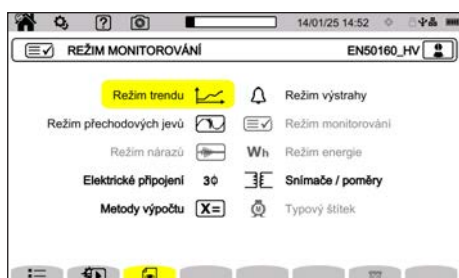 14/01/25 14:52
REŽIM MONITOROVÁNÍ EN50160_HV
Režim trendu Režim výstrahy
Režim přechodových jevů Režim monitorování
Režim nárazů Wh Režim energie
Elektrické připojení 3Φ Snímače / poměry
Metody výpočtu X= M Typový štítek